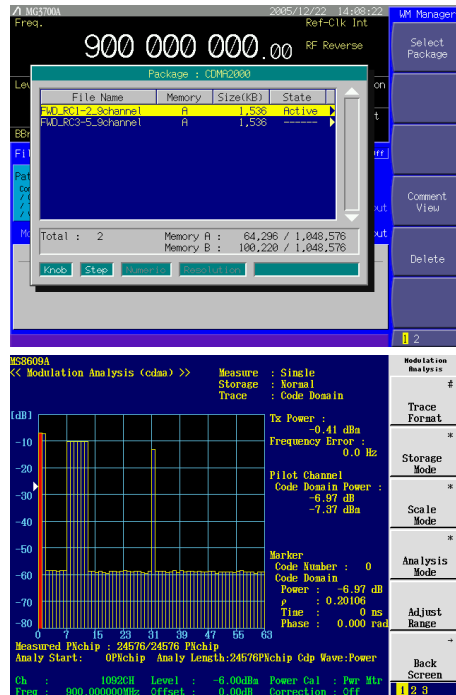 MG3700A 2005/12/22 14:08:22 WM Manager
Freq. Ref-Clk Int
900 000 000.00 RF Reverse
Select Package
Package : CDMA2000
Lev on
File Name Memory Size(KB) State
FWD_RC1-2_9channel A 1,536 Active
FWD_RC3-5_9channel A 1,536 ------
BBr
Fil ff
Pat
Comment View
Mo out
Total : 2 Memory A : 64,296 / 1,048,576
Memory B : 100,220 / 1,048,576
Delete
Knob Step Numeric Resolution
1 2
MS8609A
<< Modulation Analysis (cdma) >> Measure : Single
Storage : Normal
Trace : Code Domain
Modulation Analysis
#
Trace Format
*
Storage Mode
*
Scale Mode
*
Analysis Mode
Adjust Range
→
Back Screen
1 2 3
[dB]
-10
-20
-30
-40
-50
-60
-70
-80
0 7 15 23 31 39 47 55 63
Tx Power :
-0.41 dBm
Frequency Error :
0.0 Hz
Pilot Channel
Code Domain Power :
-6.97 dB
-7.37 dBm
Marker
Code Number : 0
Code Domain
Power : -6.97 dB
ρ : 0.20106
Time : 0 ns
Phase : 0.000 rad
Measured PNchip : 24576/24576 PNchip
Analy Start: 0PNchip Analy Length:24576PNchip Cdp Wave:Power
Ch : 1092CH Level : -6.00dBm Power Cal : Pwr Mtr
Freq : 900.000000MHz Offset : 0.00dB Correction : Off